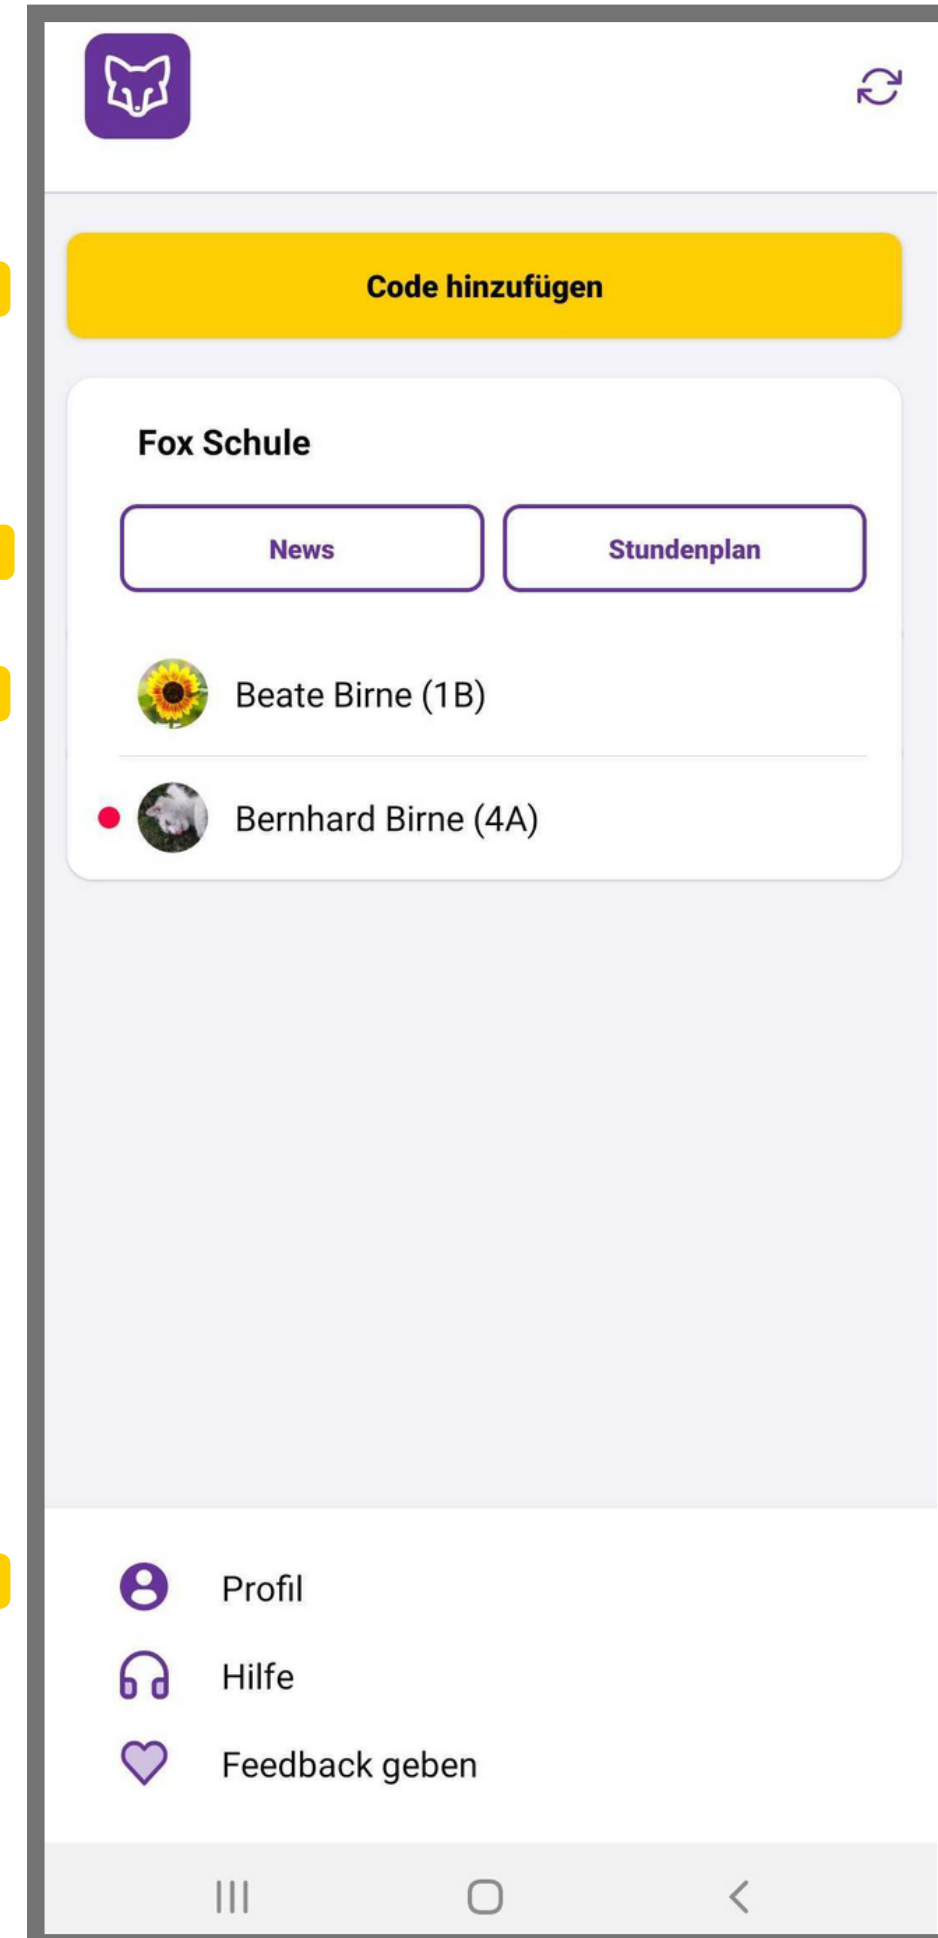 Code hinzufügen
Fox Schule
News
Stundenplan
Beate Birne (1B)
Bernhard Birne (4A)
Profil
Hilfe
Feedback geben